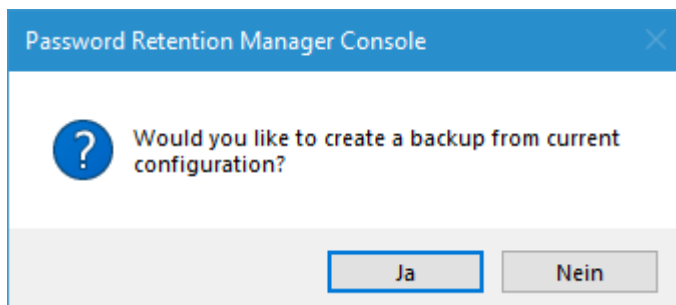 Password Retention Manager Console
Would you like to create a backup from current
configuration?
Ja
Nein